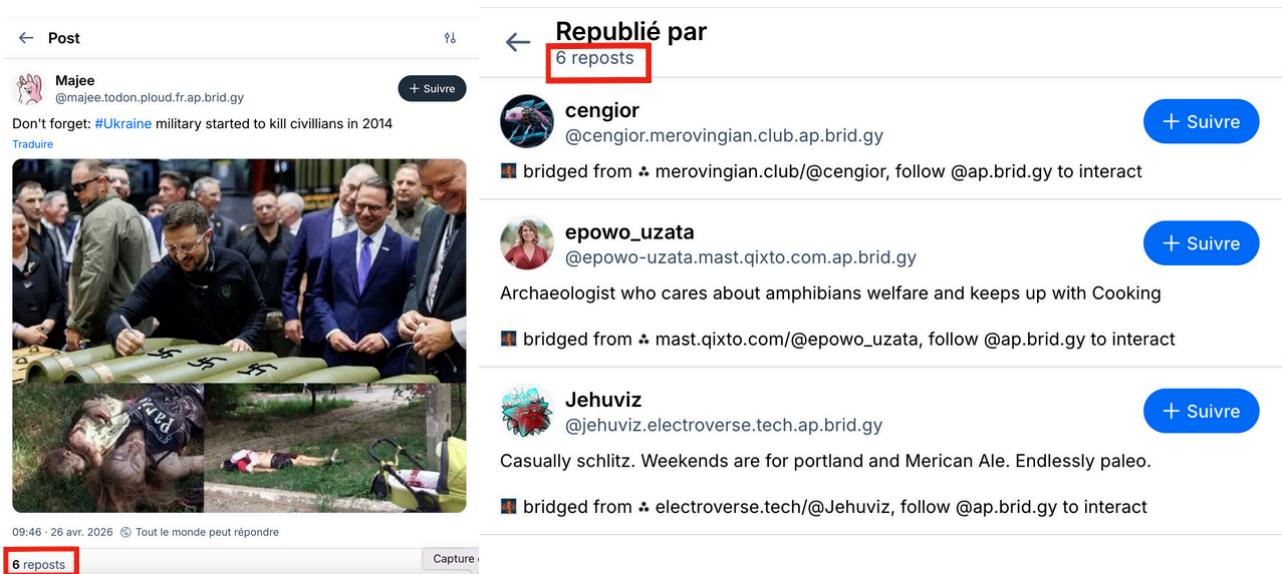 Post
Majee
@majee.todon.ploud.fr.ap.brid.gy
+ Suivre
Don't forget: #Ukraine military started to kill civillians in 2014
Traduire
09:46 · 26 avr. 2026 Tout le monde peut répondre
6 reposts
Capture
Republié par
6 reposts
cengior
@cengior.merovingian.club.ap.brid.gy
+ Suivre
bridged from ⁂ merovingian.club/@cengior, follow @ap.brid.gy to interact
epowo_uzata
@epowo-uzata.mast.qixto.com.ap.brid.gy
+ Suivre
Archaeologist who cares about amphibians welfare and keeps up with Cooking
bridged from ⁂ mast.qixto.com/@epowo_uzata, follow @ap.brid.gy to interact
Jehuviz
@jehuviz.electroverse.tech.ap.brid.gy
+ Suivre
Casually schlitz. Weekends are for portland and Merican Ale. Endlessly paleo.
bridged from ⁂ electroverse.tech/@Jehuviz, follow @ap.brid.gy to interact